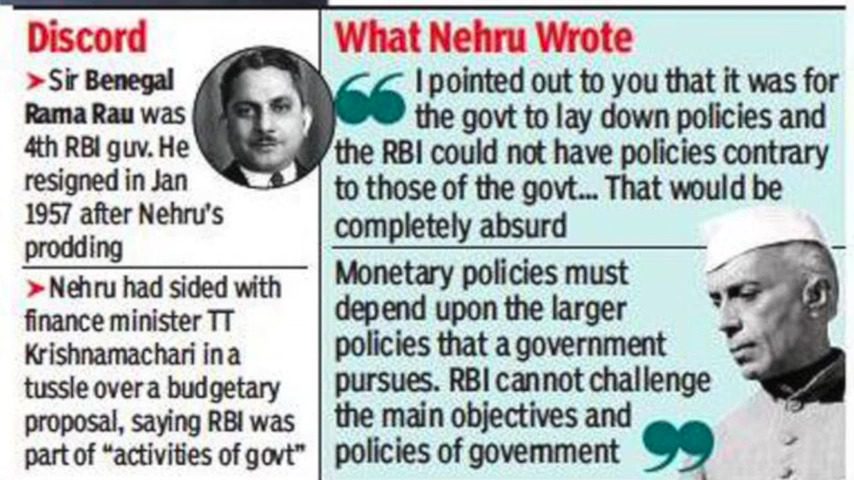 Discord
➤Sir Benegal
Rama Rau was
4th RBI guv. He
resigned in Jan
1957 after Nehru's
prodding
➤Nehru had sided with
finance minister TT
Krishnamachari in a
tussle over a budgetary
proposal, saying RBI was
part of "activities of govt"
What Nehru Wrote
“I pointed out to you that it was for
the govt to lay down policies and
the RBI could not have policies contrary
to those of the govt... That would be
completely absurd
Monetary policies must
depend upon the larger
policies that a government
pursues. RBI cannot challenge
the main objectives and
policies of government”